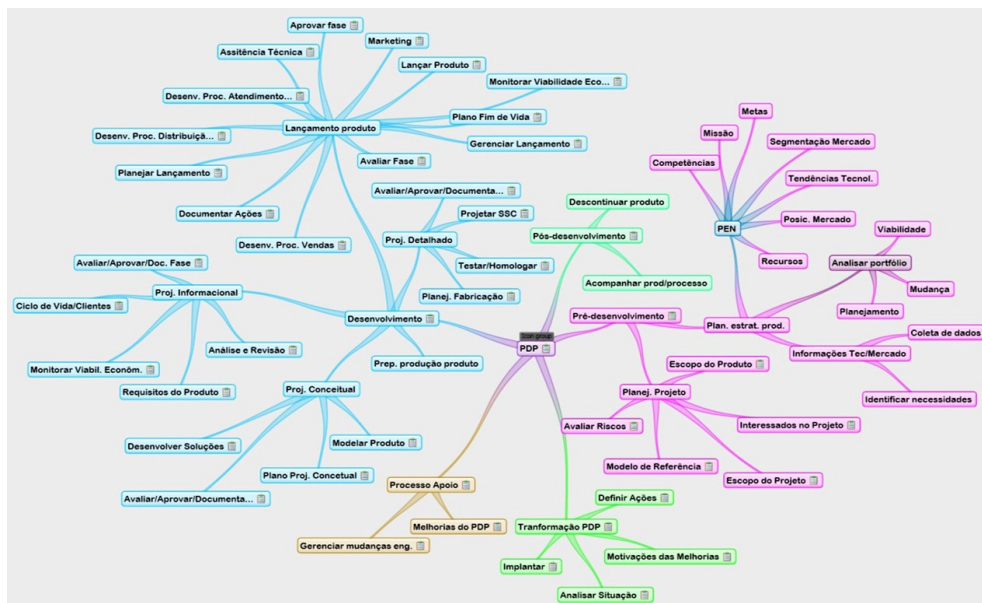 Aprovar fase
Marketing
Assitência Técnica
Lançar Produto
Monitorar Viabilidade Eco...
Desenv. Proc. Atendimento...
Plano Fim de Vida
Lançamento produto
Desenv. Proc. Distribuiçã...
Gerenciar Lançamento
Avaliar Fase
Planejar Lançamento
Documentar Ações
Desenv. Proc. Vendas
Avaliar/Aprovar/Documenta...
Projetar SSC
Proj. Detalhado
Testar/Homologar
Planej. Fabricação
Avaliar/Aprovar/Doc. Fase
Proj. Informacional
Ciclo de Vida/Clientes
Análise e Revisão
Monitorar Viabil. Econôm.
Requisitos do Produto
Desenvolvimento
Prep. produção produto
Proj. Conceitual
Desenvolver Soluções
Modelar Produto
Plano Proj. Concetual
Avaliar/Aprovar/Documenta...
Descontinuar produto
Pós-desenvolvimento
Acompanhar prod/processo
Icon group
PDP
Pré-desenvolvimento
Metas
Missão
Segmentação Mercado
Competências
Tendências Tecnol.
Posic. Mercado
PEN
Recursos
Viabilidade
Analisar portfólio
Mudança
Planejamento
Plan. estrat. prod.
Coleta de dados
Informações Tec/Mercado
Identificar necessidades
Escopo do Produto
Planej. Projeto
Avaliar Riscos
Interessados no Projeto
Modelo de Referência
Escopo do Projeto
Processo Apoio
Melhorias do PDP
Gerenciar mudanças eng.
Definir Ações
Tranformação PDP
Motivações das Melhorias
Implantar
Analisar Situação